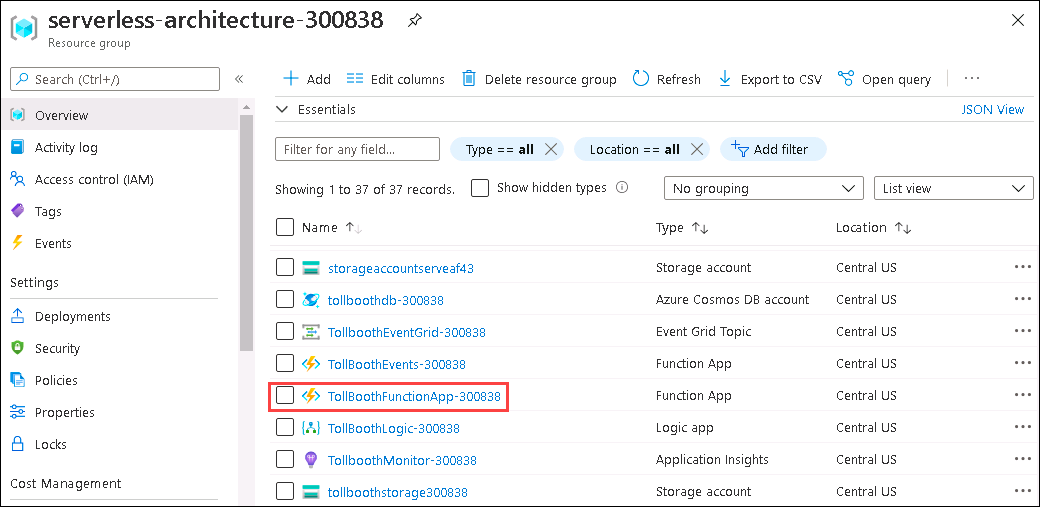 serverless-architecture-300838
Resource group
Search (Ctrl+/)
«
Add
Edit columns
Delete resource group
Refresh
Export to CSV
Open query
...
Overview
Activity log
Access control (IAM)
Tags
Events
Settings
Deployments
Security
Policies
Properties
Locks
Cost Management
Essentials
JSON View
Filter for any field...
Type == all
Location == all
Add filter
Showing 1 to 37 of 37 records.
Show hidden types
No grouping
List view
Name Type Location
storageaccountserveaf43 Storage account Central US ...
tollboothdb-300838 Azure Cosmos DB account Central US ...
TollboothEventGrid-300838 Event Grid Topic Central US ...
TollBoothEvents-300838 Function App Central US ...
TollBoothFunctionApp-300838 Function App Central US ...
TollBoothLogic-300838 Logic app Central US ...
TollboothMonitor-300838 Application Insights Central US ...
tollboothstorage300838 Storage account Central US ...